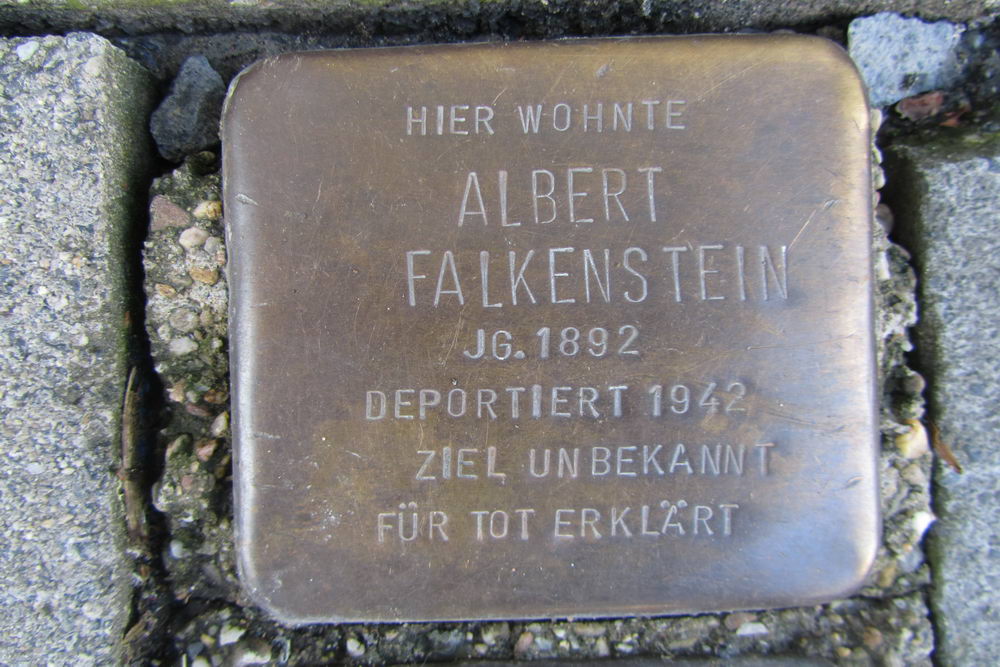 HIER WOHNTE
ALBERT
FALKENSTEIN
JG. 1892
DEPORTIERT 1942
ZIEL UNBEKANNT
FÜR TOT ERKLÄRT